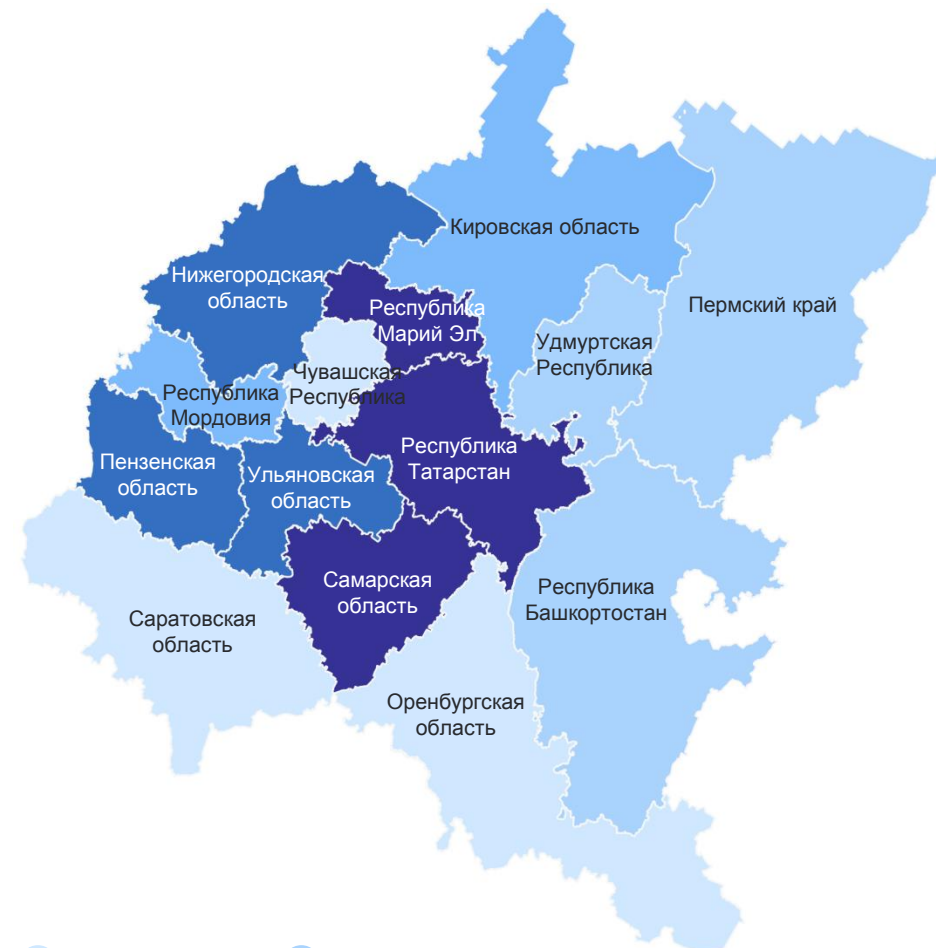 Кировская область
Нижегородская
область
Пермский край
Республика
Марий Эл
Удмуртская
Республика
Чувашская
Республика
Республика
Мордовия
Республика
Татарстан
Пензенская
область
Ульяновская
область
Самарская
область
Республика
Башкортостан
Саратовская
область
Оренбургская
область